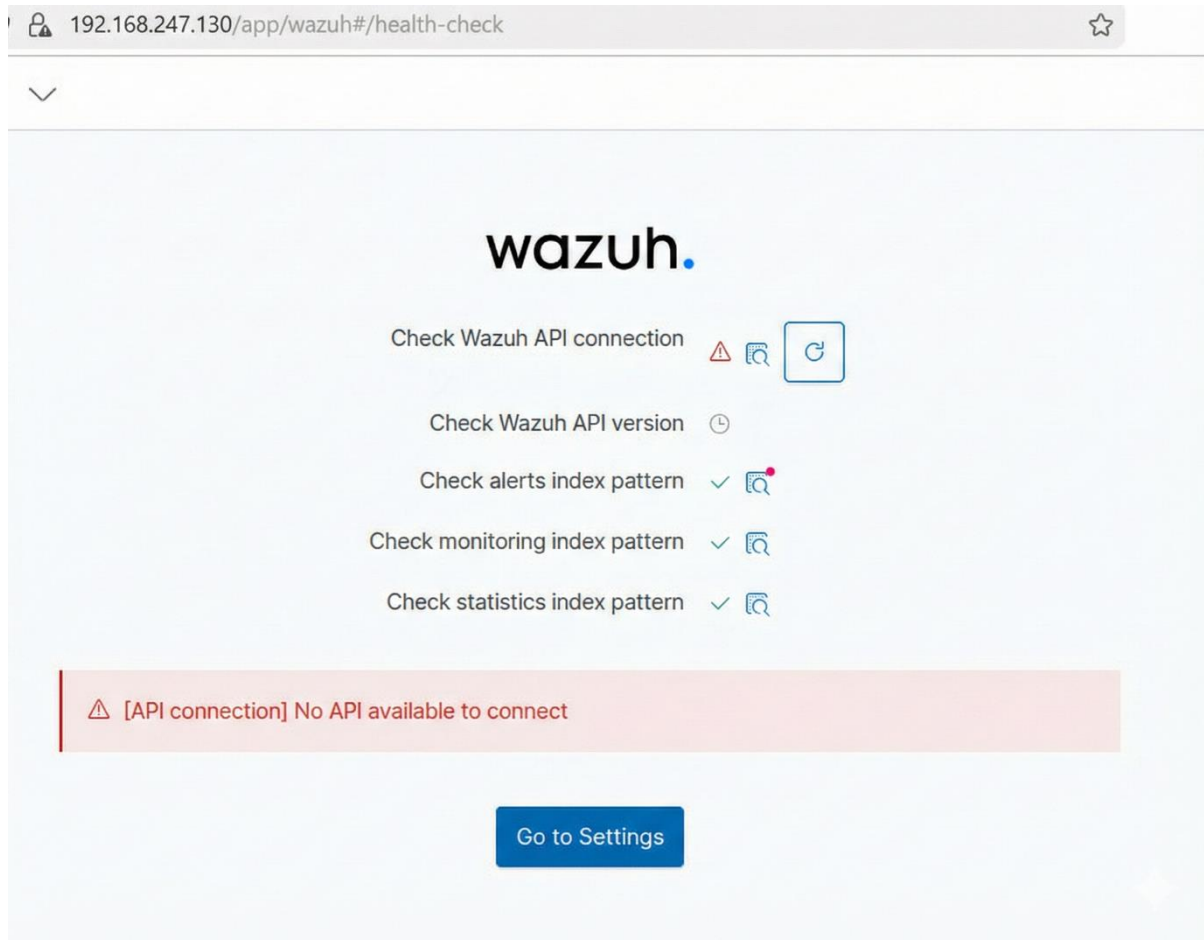 192.168.247.130/app/wazuh#/health-check
wazuh.
Check Wazuh API connection
Check Wazuh API version
Check alerts index pattern
Check monitoring index pattern
Check statistics index pattern
[API connection] No API available to connect
Go to Settings